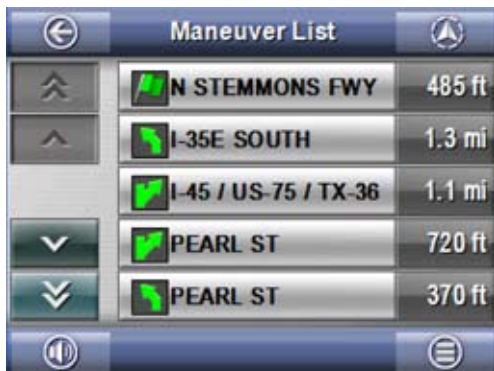 Maneuver List
N STEMMONS FWY 485 ft
I-35E SOUTH 1.3 mi
I-45 / US-75 / TX-36 1.1 mi
PEARL ST 720 ft
PEARL ST 370 ft